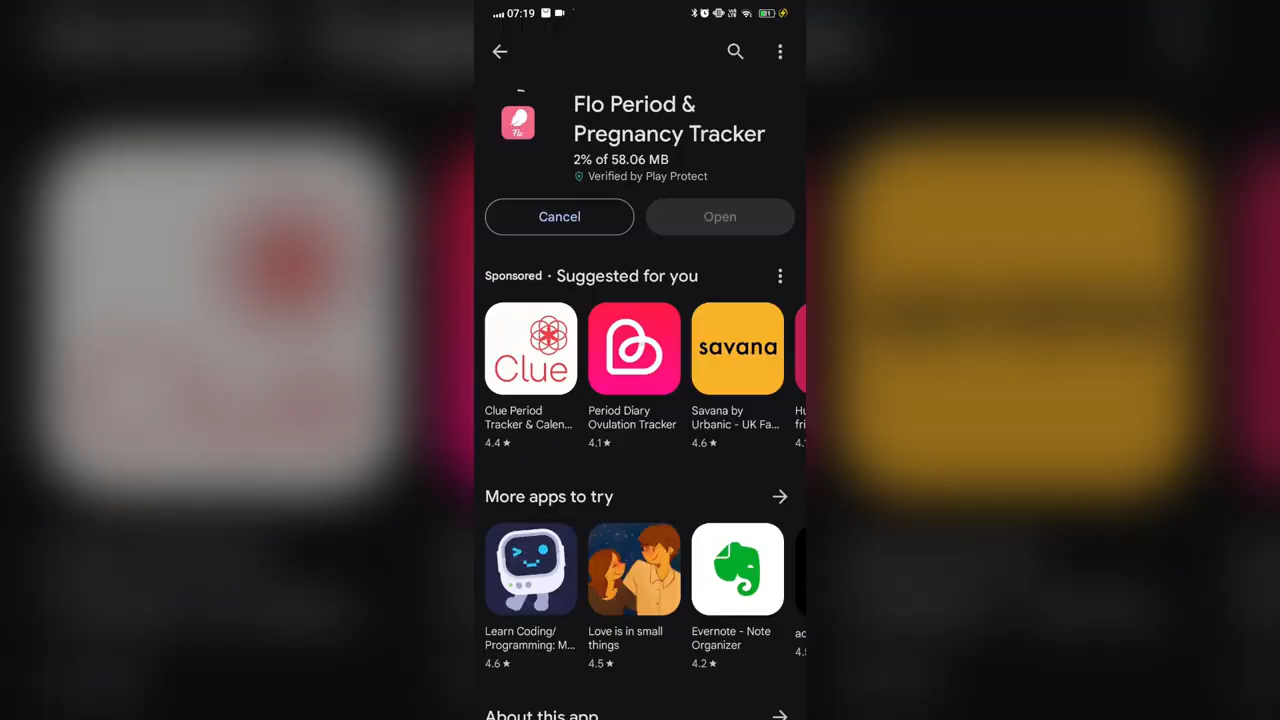 07:19
Flo
Flo Period &
Pregnancy Tracker
2% of 58.06 MB
Verified by Play Protect
Cancel
Open
Sponsored · Suggested for you
Clue
savana
Clue Period
Tracker & Calen...
4.4 ★
Period Diary
Ovulation Tracker
4.1 ★
Savana by
Urbanic - UK Fa...
4.6 ★
More apps to try
Learn Coding/
Programming: M...
4.6 ★
Love is in small
things
4.5 ★
Evernote - Note
Organizer
4.2 ★
About this app